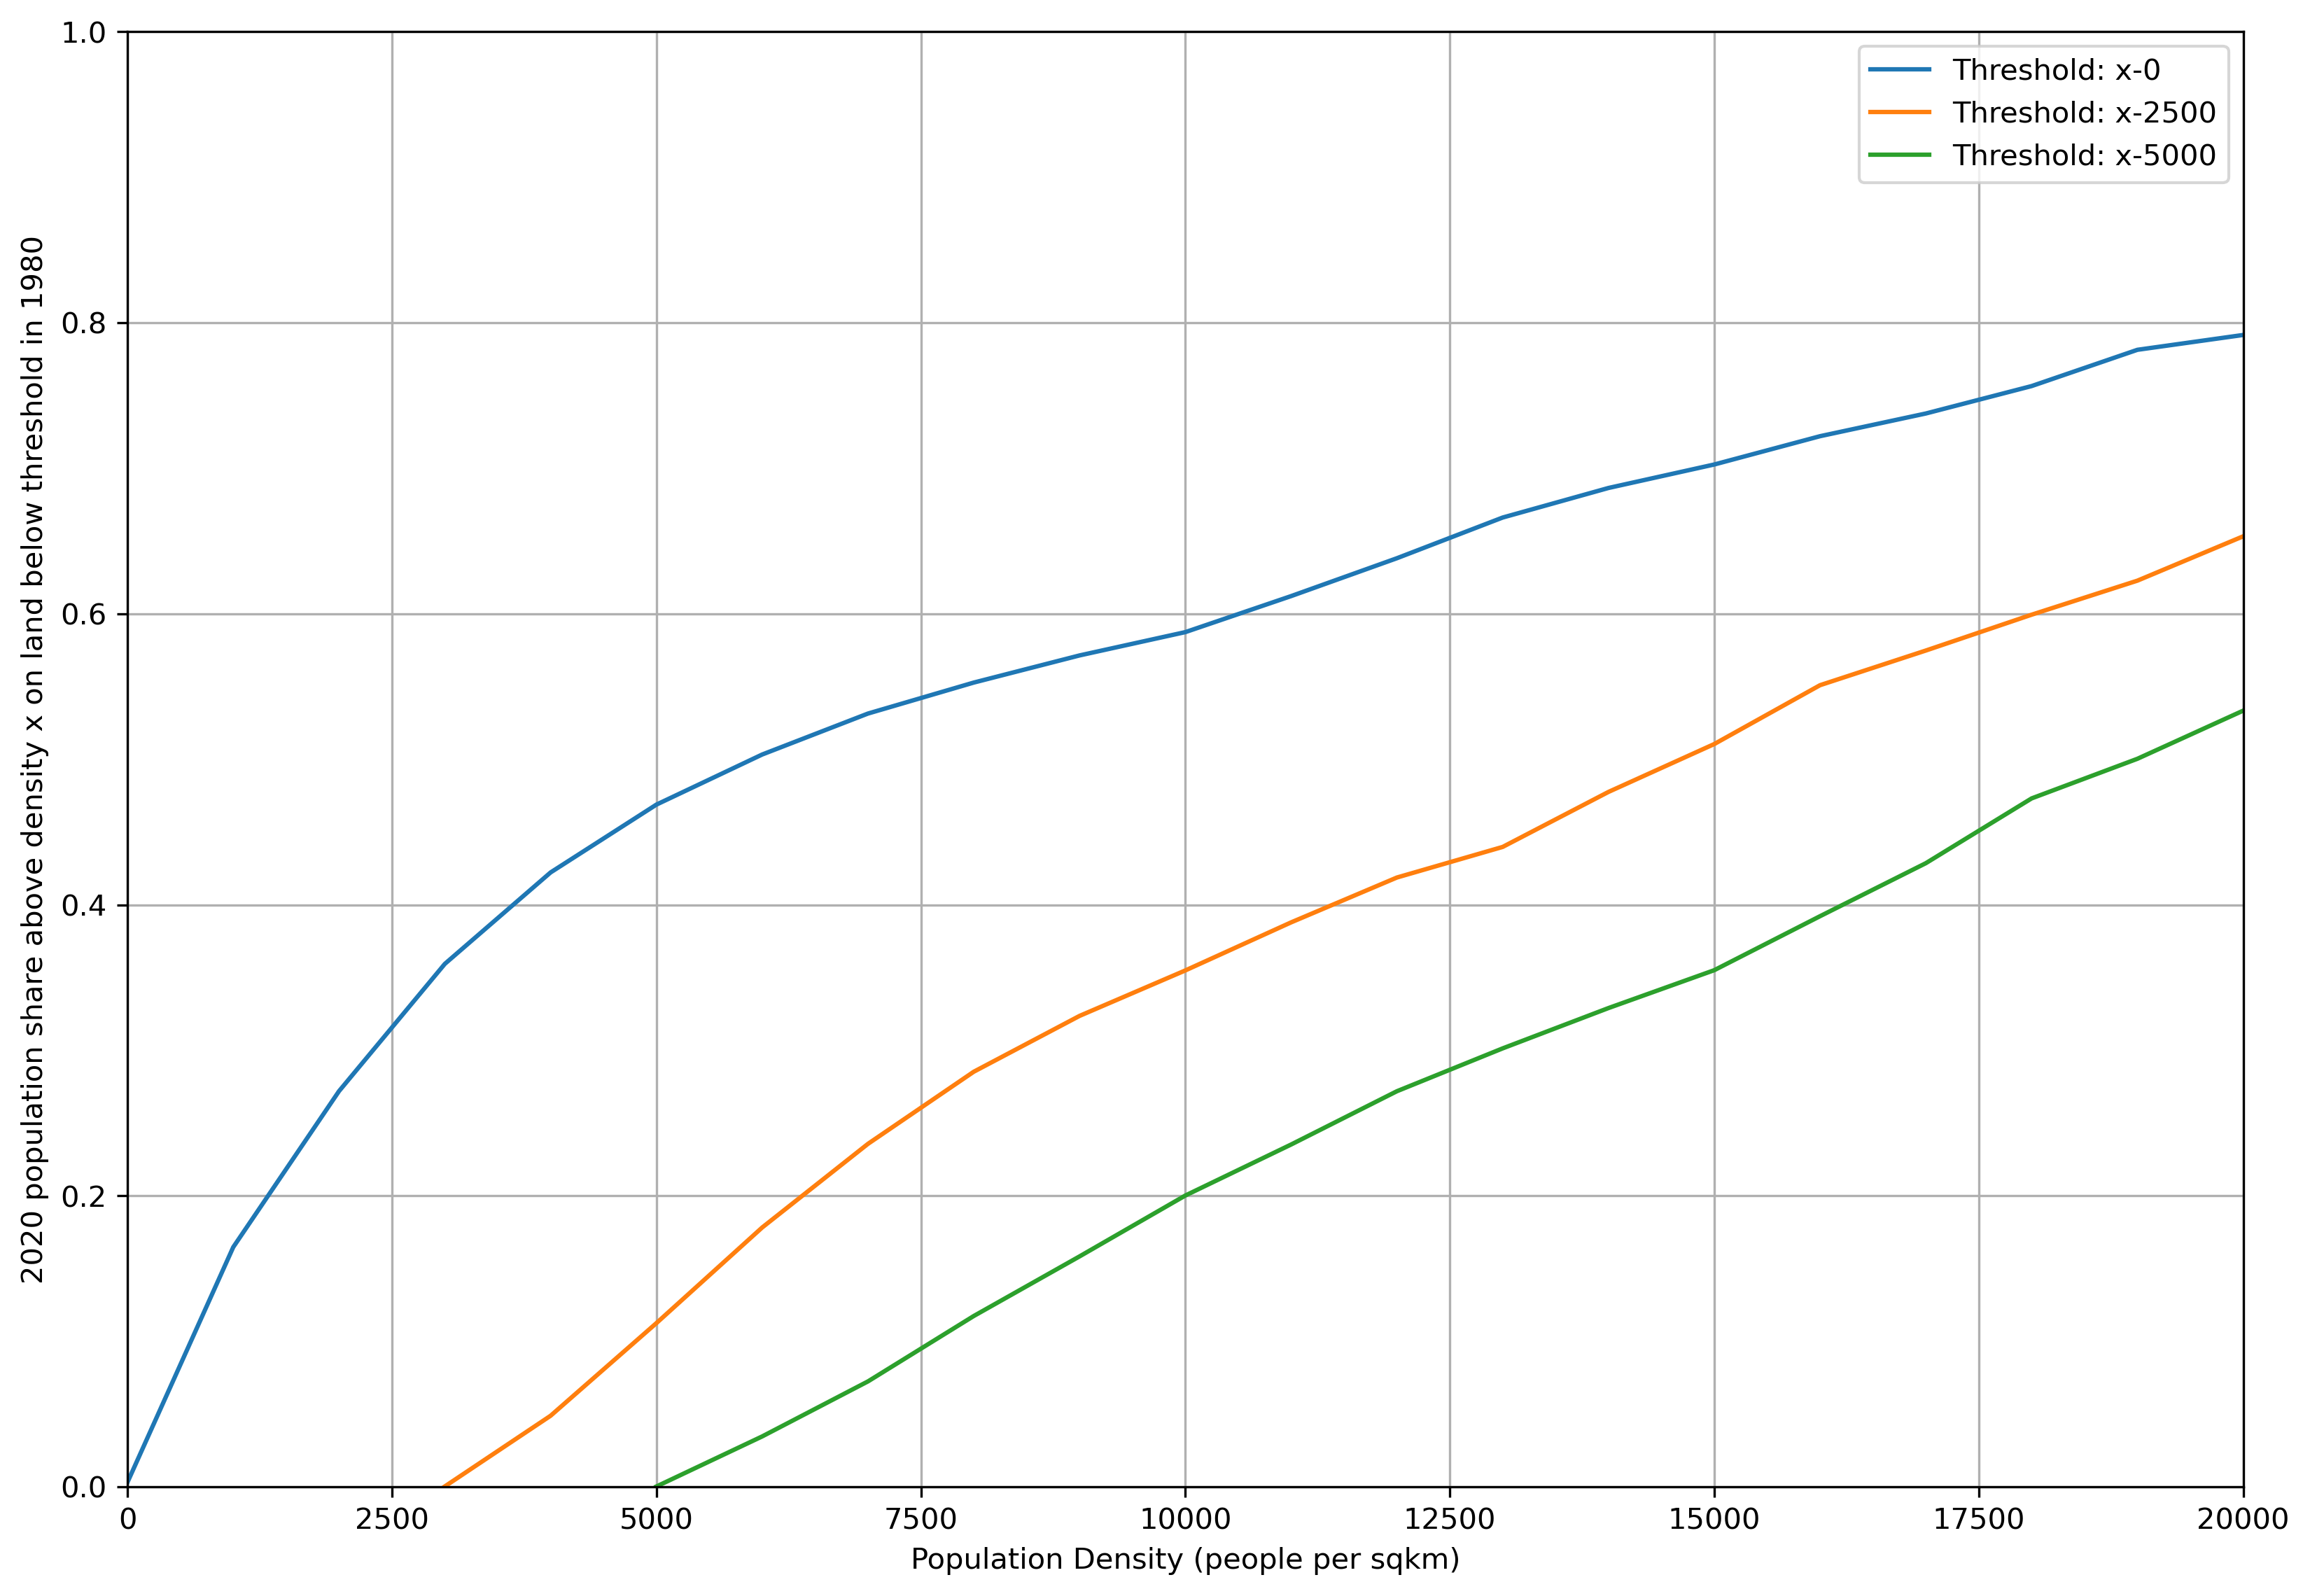 1.0
0.8
0.6
0.4
0.2
0.0
2020 population share above density x on land below threshold in 1980
Threshold: x-0
Threshold: x-2500
Threshold: x-5000
0 2500 5000 7500 10000 12500 15000 17500 20000
Population Density (people per sqkm)